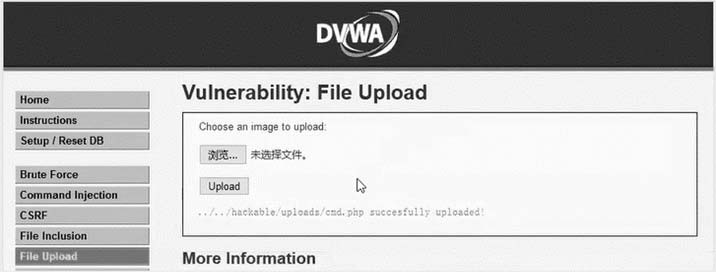 DVWA
Home
Instructions
Setup / Reset DB
Brute Force
Command Injection
CSRF
File Inclusion
File Upload
Vulnerability: File Upload
Choose an image to upload:
浏览... 未选择文件。
Upload
../../hackable/uploads/cmd.php succesfully uploaded!
More Information